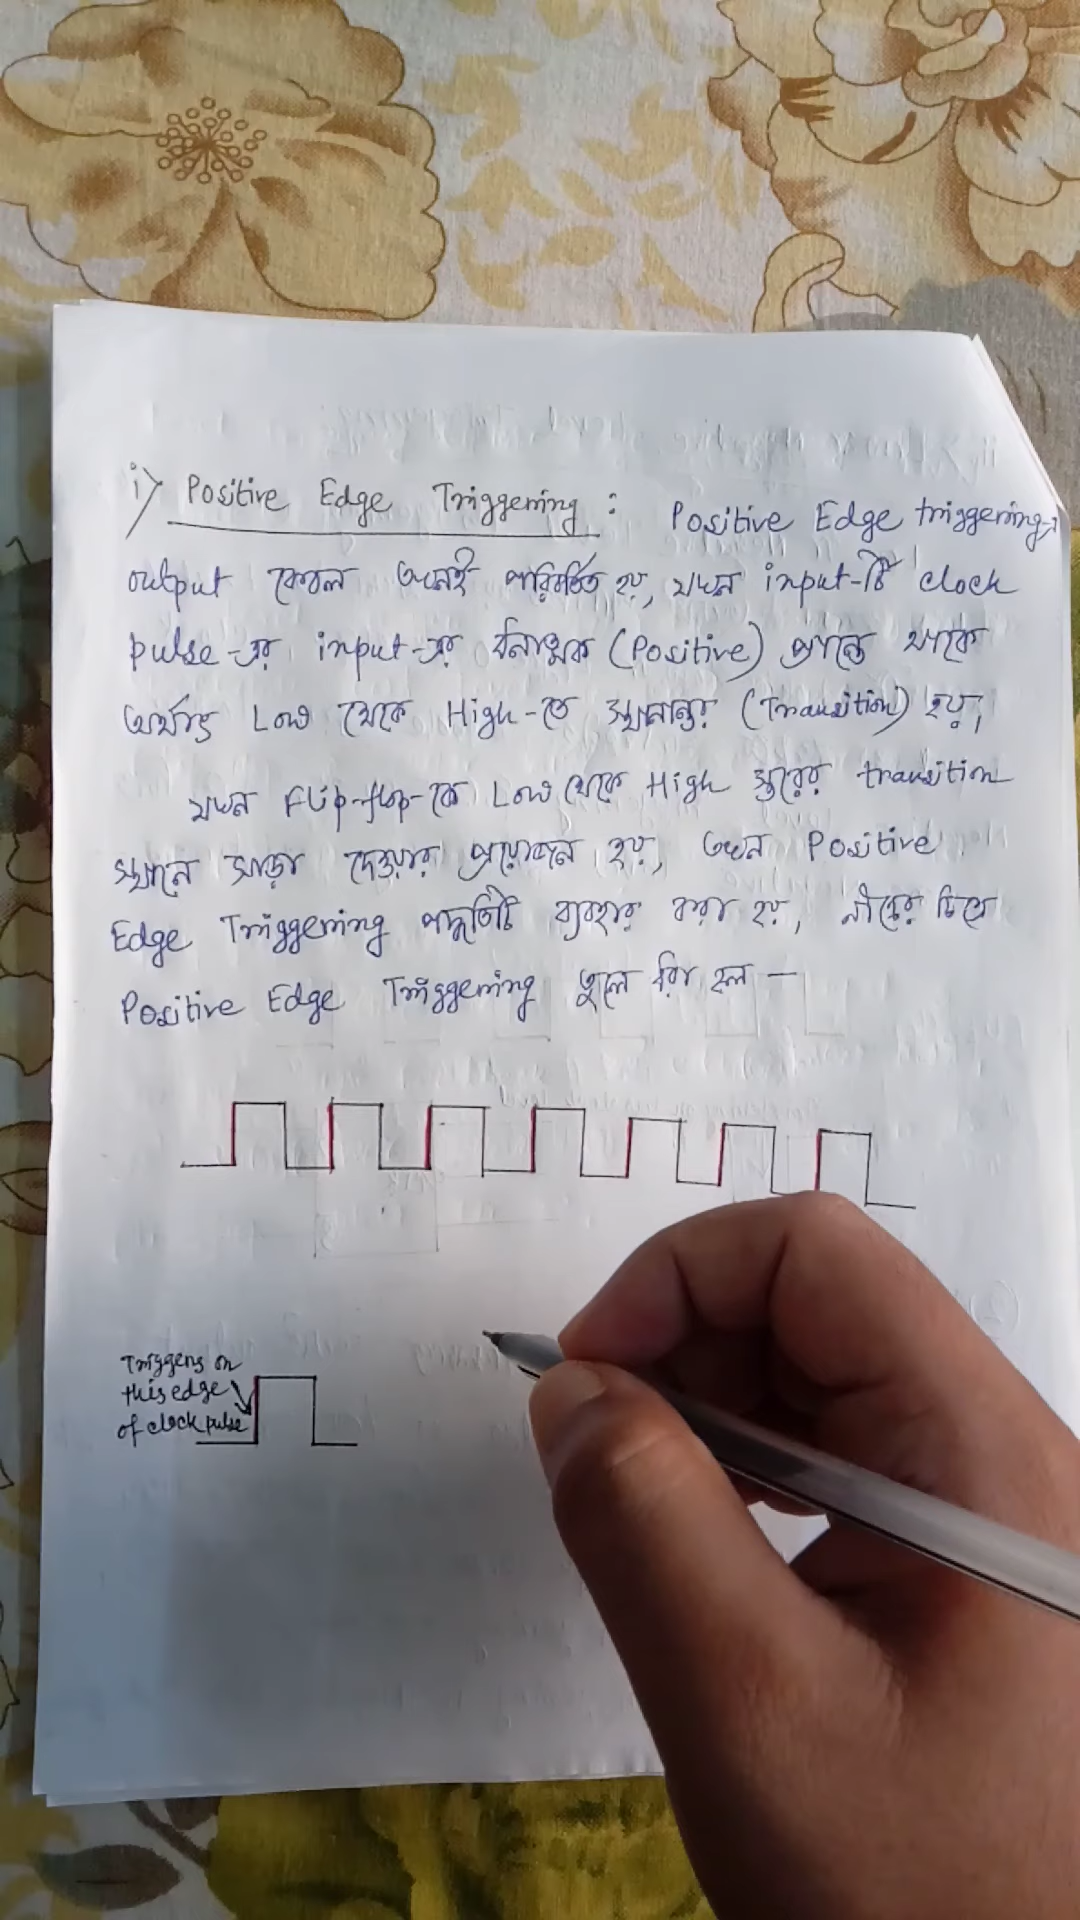 i) Positive Edge Triggering : Positive Edge triggering-এ
output কেবল তখনই পরিবর্তিত হয়, যখন input-টি clock
pulse-এর input-এর ধনাত্মক (Positive) প্রান্তে থাকে
অর্থাৎ Low থেকে High-তে স্থানান্তর (Transition) হয়,
যখন Flip-flop-কে Low থেকে High স্তরের transition
স্থানে সাড়া দেওয়ার প্রয়োজন হয়, তখন Positive
Edge Triggering পদ্ধতিটি ব্যবহার করা হয়, নীচের চিত্রে
Positive Edge Triggering তুলে ধরা হল —
Triggers on
this edge
of clock pulse